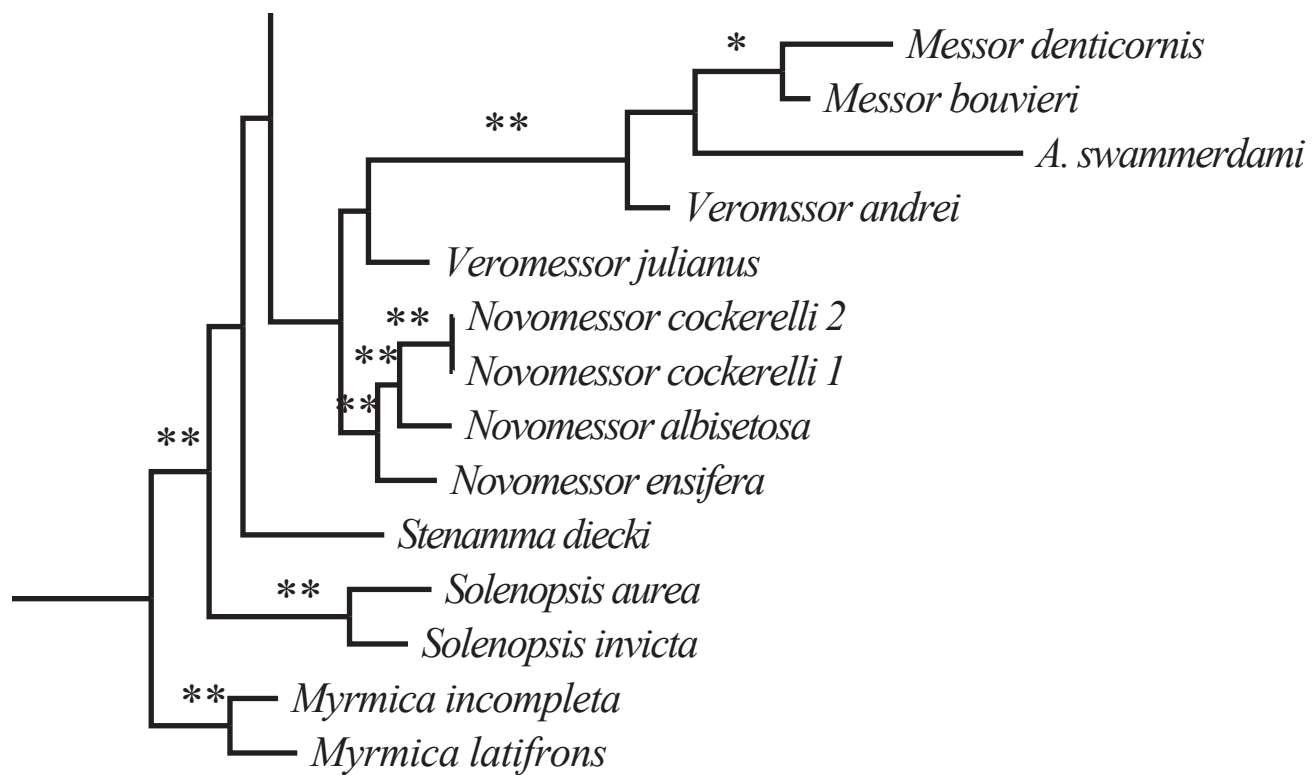 *
Messor denticornis
Messor bouvieri
**
A. swammerdami
Veromssor andrei
Veromessor julianus
** Novomessor cockerelli 2
**
Novomessor cockerelli 1
**
Novomessor albisetosa
**
Novomessor ensifera
Stenamma diecki
** Solenopsis aurea
Solenopsis invicta
** Myrmica incompleta
Myrmica latifrons